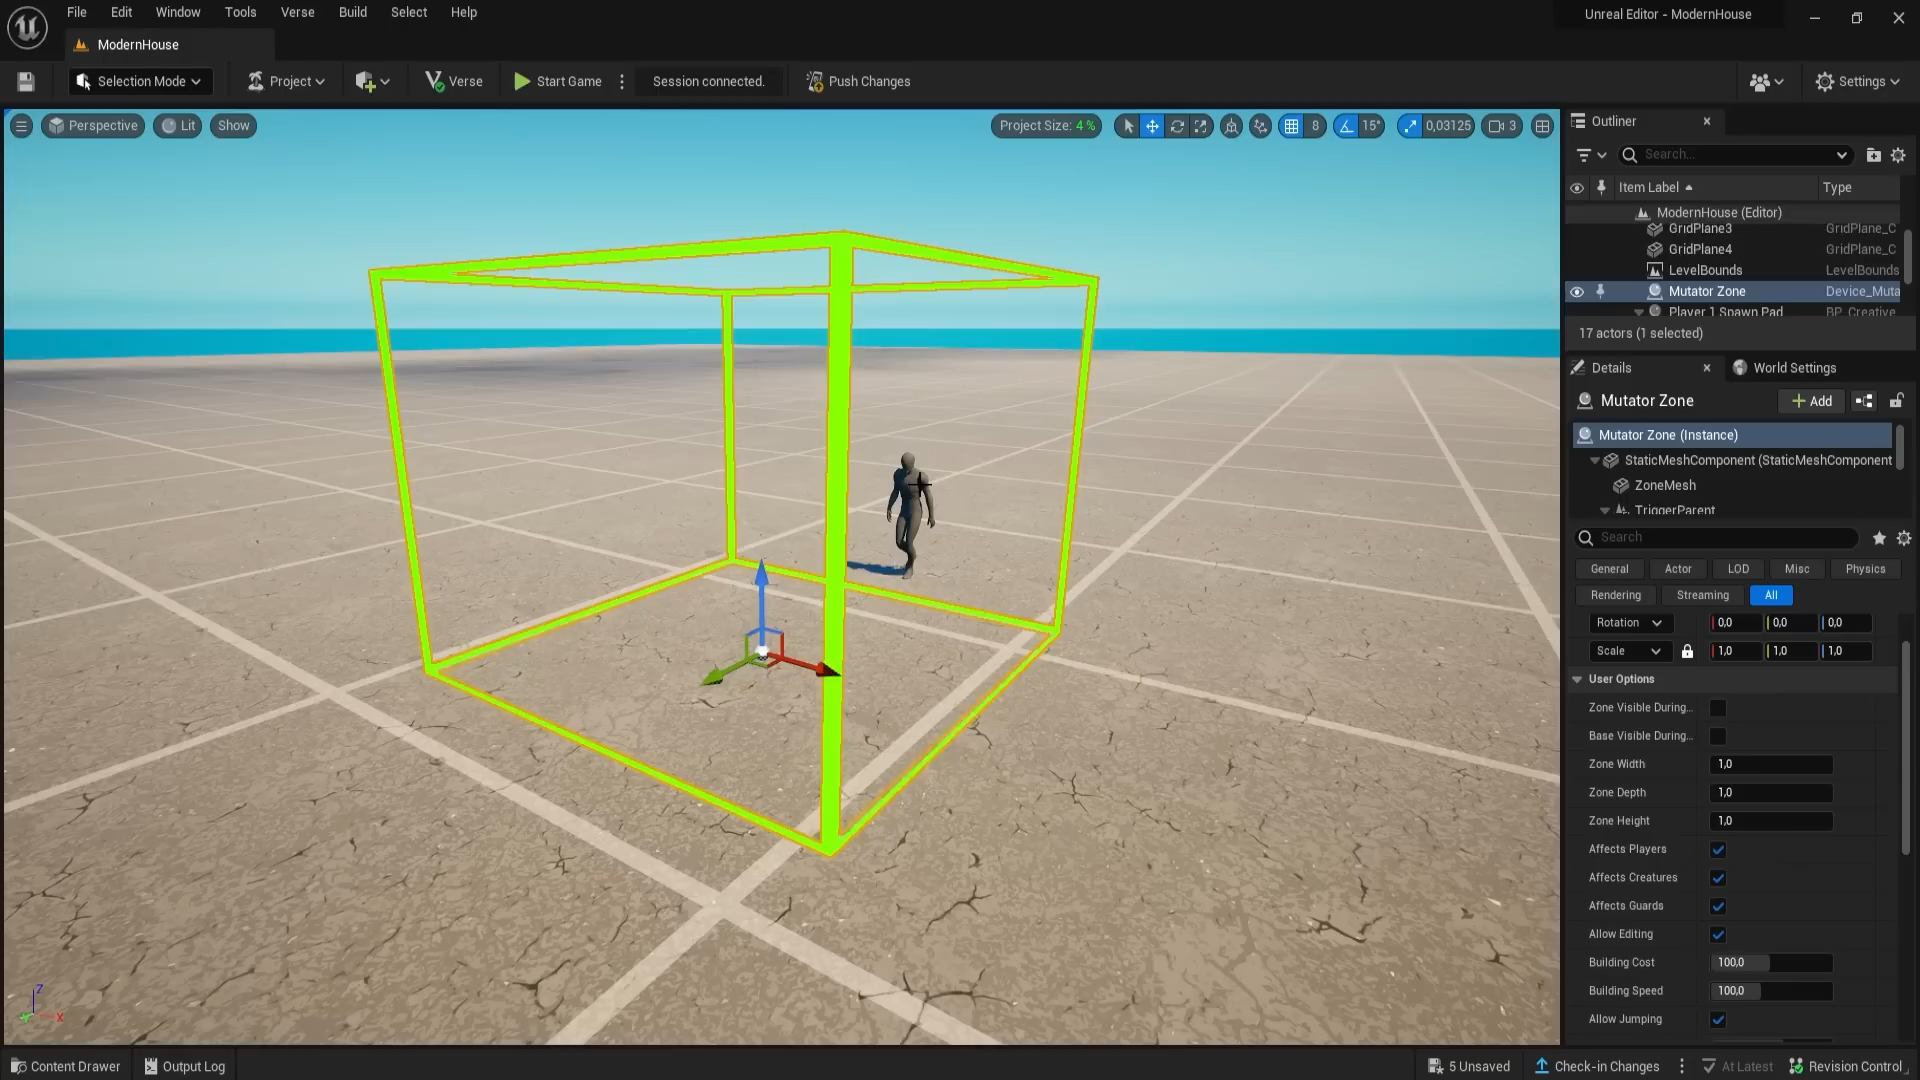 File Edit Window Tools Verse Build Select Help
Unreal Editor - ModernHouse
ModernHouse
Selection Mode
Project
Verse
Start Game
Session connected.
Push Changes
Settings
Perspective
Lit
Show
Project Size: 4 %
8
15°
0,03125
3
Outliner
Search...
Item Label
Type
ModernHouse (Editor)
GridPlane3 GridPlane_C
GridPlane4 GridPlane_C
LevelBounds LevelBounds
Mutator Zone Device_Muta
Player 1 Spawn Pad BP_Creative
17 actors (1 selected)
Details
World Settings
Mutator Zone
Add
Mutator Zone (Instance)
StaticMeshComponent (StaticMeshComponent
ZoneMesh
TriggerParent
Search
General Actor LOD Misc Physics
Rendering Streaming All
Rotation 0,0 0,0 0,0
Scale 1,0 1,0 1,0
User Options
Zone Visible During...
Base Visible During...
Zone Width 1,0
Zone Depth 1,0
Zone Height 1,0
Affects Players
Affects Creatures
Affects Guards
Allow Editing
Building Cost 100,0
Building Speed 100,0
Allow Jumping
Z
X
Content Drawer
Output Log
5 Unsaved
Check-in Changes
At Latest
Revision Control